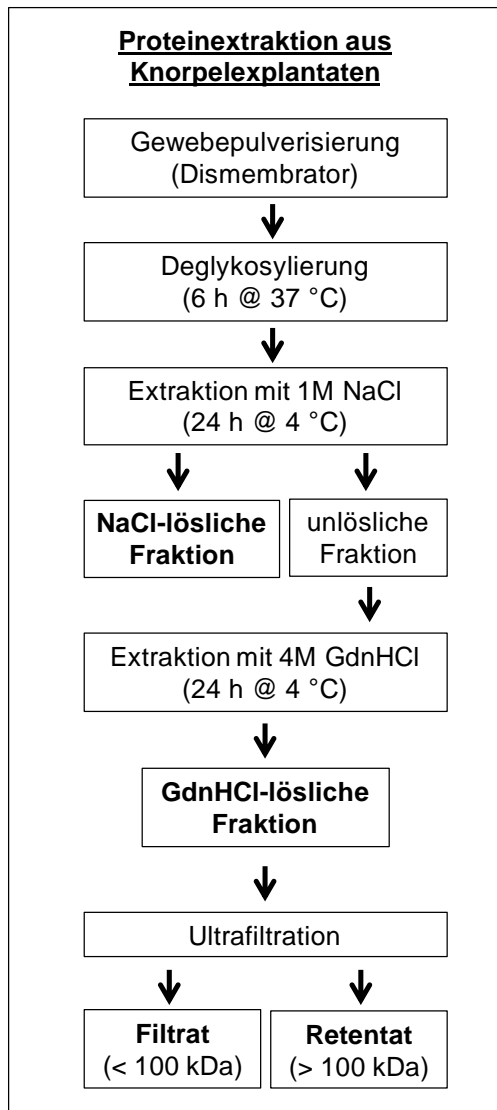 Proteinextraktion aus
Knorpelexplantaten
Gewebepulverisierung
(Dismembrator)
Deglykosylierung
(6 h @ 37 °C)
Extraktion mit 1M NaCl
(24 h @ 4 °C)
NaCl-lösliche
Fraktion
unlösliche
Fraktion
Extraktion mit 4M GdnHCl
(24 h @ 4 °C)
GdnHCl-lösliche
Fraktion
Ultrafiltration
Filtrat
(< 100 kDa)
Retentat
(> 100 kDa)